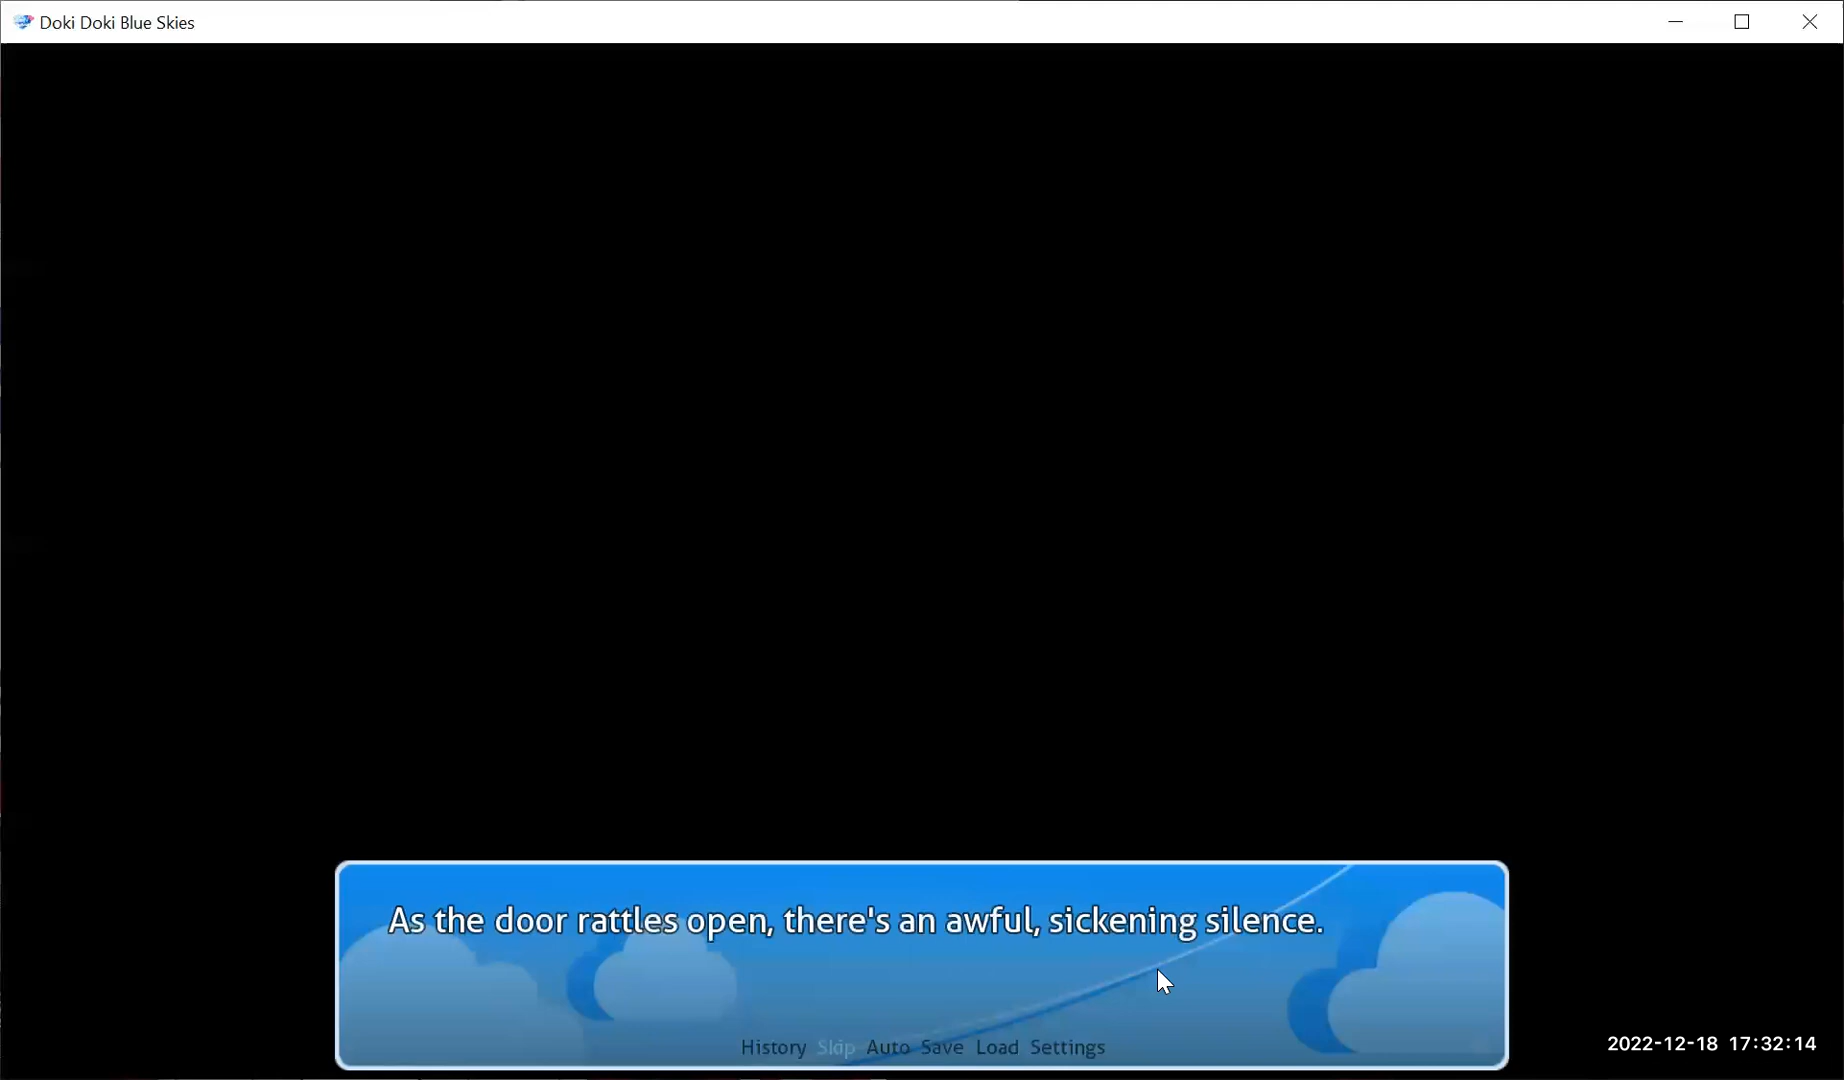 Doki Doki Blue Skies
As the door rattles open, there's an awful, sickening silence.
History Skip Auto Save Load Settings
2022-12-18 17:32:14